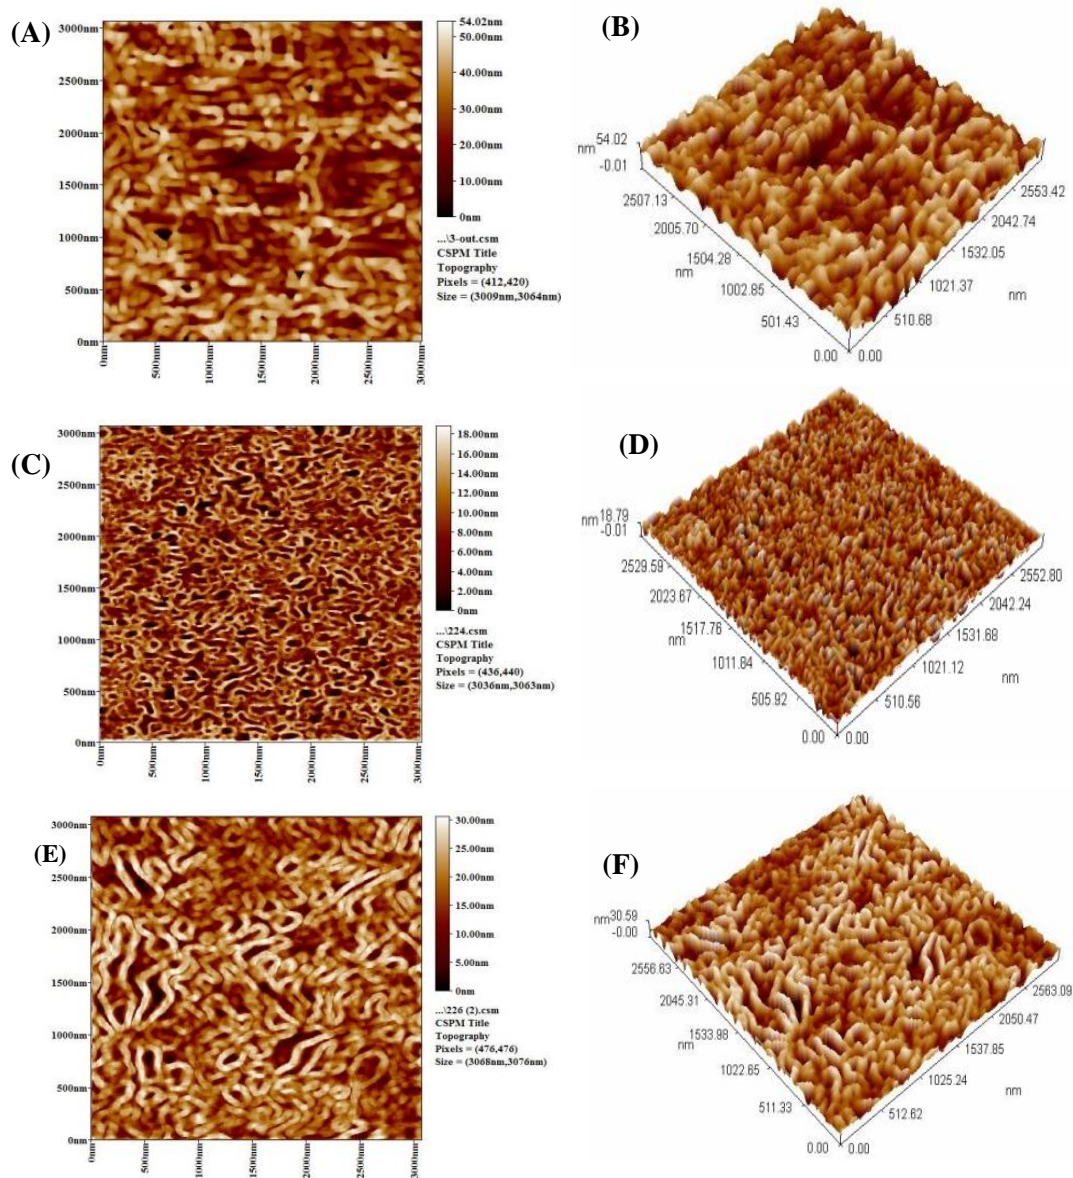 (A)
3000nm
2500nm
2000nm
1500nm
1000nm
500nm
0nm
0nm
500nm
1000nm
1500nm
2000nm
2500nm
3000nm
54.02nm
50.00nm
40.00nm
30.00nm
20.00nm
10.00nm
0nm
...\3-out.csm
CSPM Title
Topography
Pixels = (412,420)
Size = (3009nm,3064nm)
(B)
nm 54.02
-0.01
2507.13
2005.70
1504.28
nm
1002.85
501.43
0.00
0.00
510.68
1021.37
nm
1532.05
2042.74
2553.42
(C)
3000nm
2500nm
2000nm
1500nm
1000nm
500nm
0nm
0nm
500nm
1000nm
1500nm
2000nm
2500nm
3000nm
18.00nm
16.00nm
14.00nm
12.00nm
10.00nm
8.00nm
6.00nm
4.00nm
2.00nm
0nm
...\224.csm
CSPM Title
Topography
Pixels = (436,440)
Size = (3036nm,3063nm)
(D)
nm 18.79
-0.01
2529.59
2023.67
1517.76
nm
1011.84
505.92
0.00
0.00
510.56
1021.12
nm
1531.68
2042.24
2552.80
(E)
3000nm
2500nm
2000nm
1500nm
1000nm
500nm
0nm
0nm
500nm
1000nm
1500nm
2000nm
2500nm
3000nm
30.00nm
25.00nm
20.00nm
15.00nm
10.00nm
5.00nm
0nm
...\226 (2).csm
CSPM Title
Topography
Pixels = (476,476)
Size = (3068nm,3076nm)
(F)
nm 30.59
-0.00
2556.63
2045.31
1533.98
nm
1022.65
511.33
0.00
0.00
512.62
1025.24
nm
1537.85
2050.47
2563.09